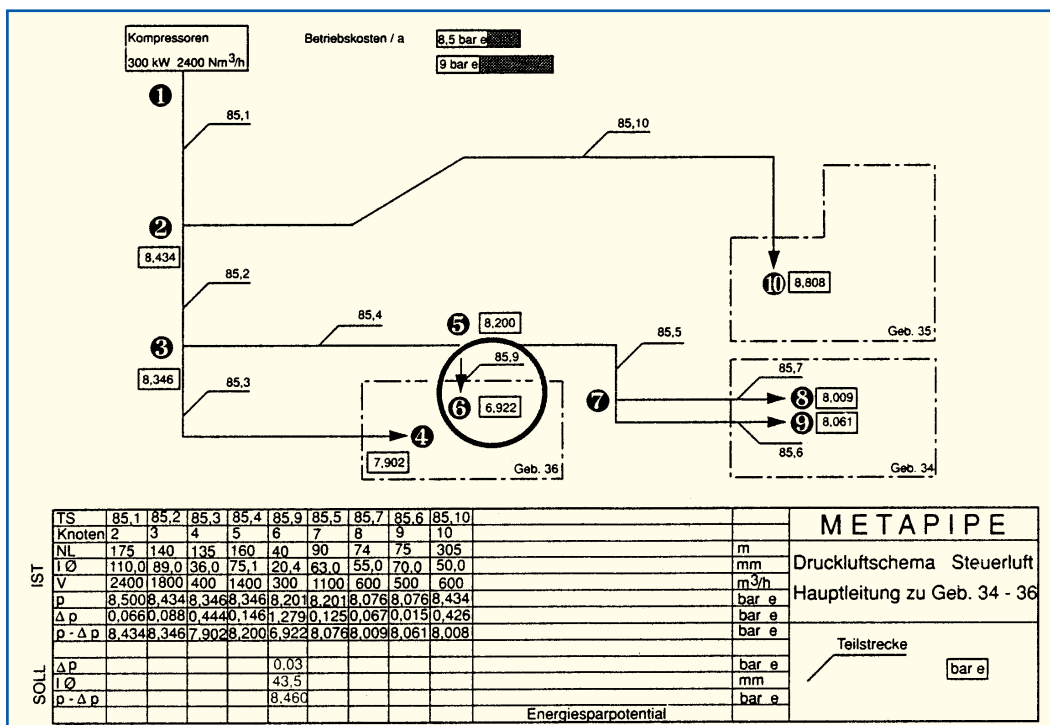 Kompressoren
300 kW 2400 Nm³/h
Betriebskosten / a
8,5 bar e
9 bar e
1
85,1
85,10
2
8,434
85,2
10
8,808
Geb. 35
3
8,346
85,4
5
8,200
85,9
85,5
85,3
6
6,922
7
85,7
8
8,009
9
8,061
85,6
Geb. 34
4
7,902
Geb. 36
IST
TS 85,1 85,2 85,3 85,4 85,9 85,5 85,7 85,6 85,10
Knoten 2 3 4 5 6 7 8 9 10
NL 175 140 135 160 40 90 74 75 305 m
I Ø 110,0 89,0 36,0 75,1 20,4 63,0 55,0 70,0 50,0 mm
V 2400 1800 400 1400 300 1100 600 500 600 m³/h
p 8,500 8,434 8,346 8,346 8,201 8,201 8,076 8,076 8,434 bar e
Δ p 0,066 0,088 0,444 0,146 1,279 0,125 0,067 0,015 0,426 bar e
p - Δ p 8,434 8,346 7,902 8,200 6,922 8,076 8,009 8,061 8,008 bar e
SOLL
Δ p 0,03 bar e
I Ø 43,5 mm
p - Δ p 8,460 bar e
Energiesparpotential
METAPIPE
Druckluftschema Steuerluft
Hauptleitung zu Geb. 34 - 36
Teilstrecke
bar e